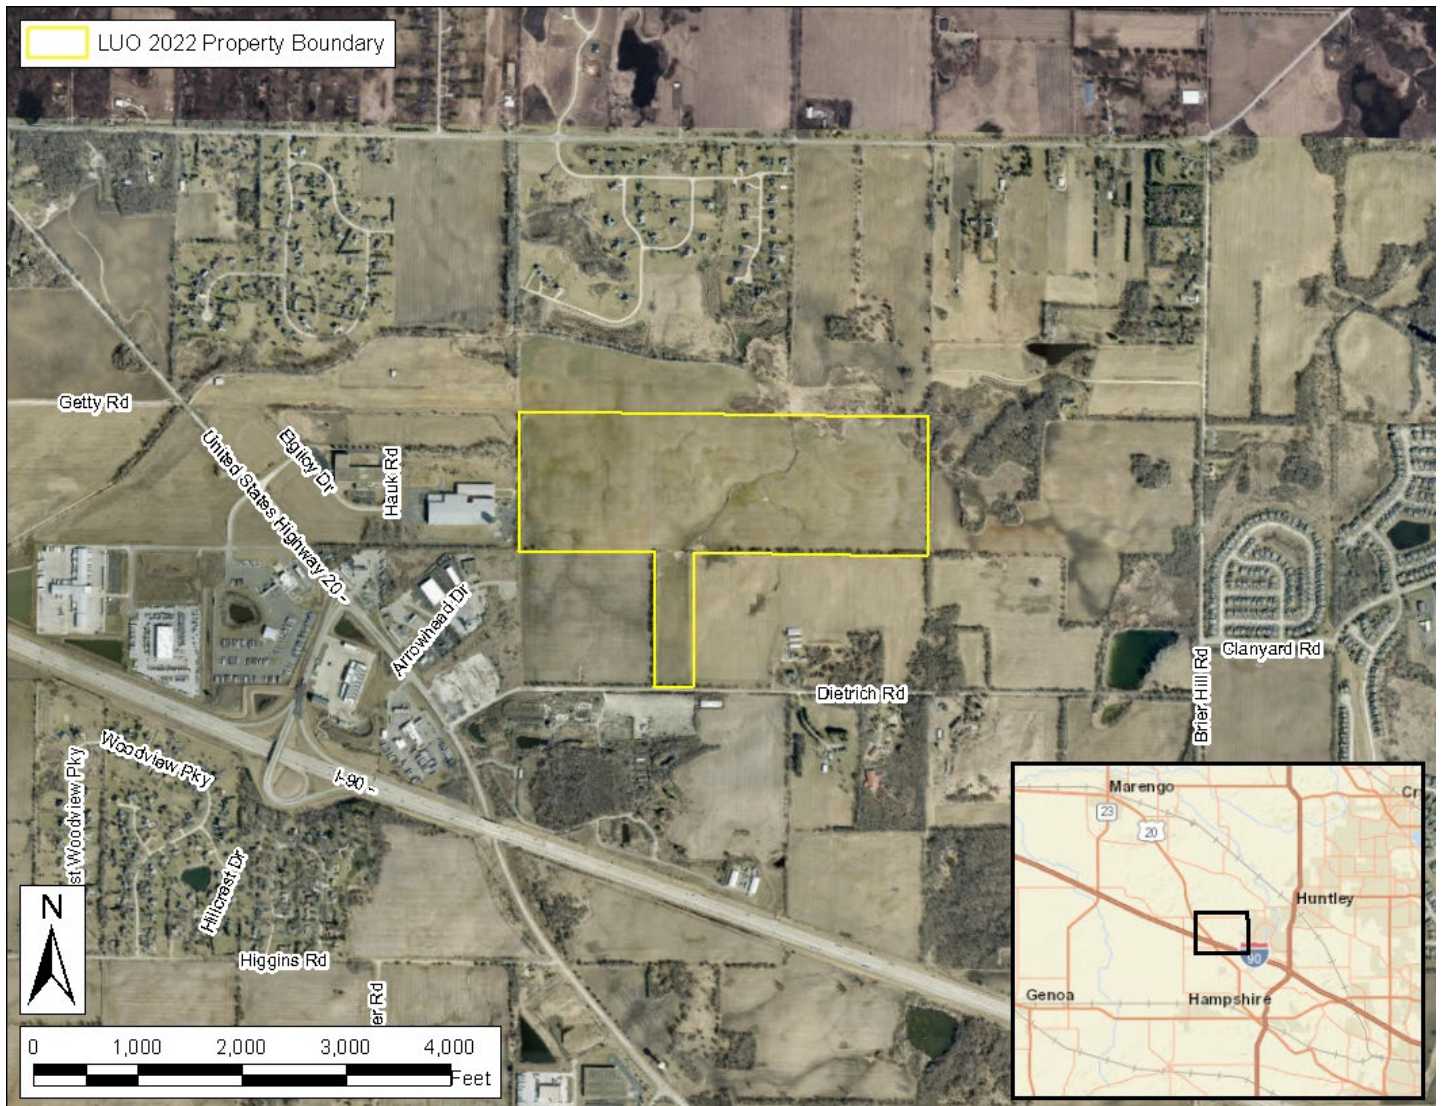 LUO 2022 Property Boundary
Getty Rd
United States Highway 20 -
Elgiloy Dr
Hauk Rd
Arrowhead Dr
Dietrich Rd
Clanyard Rd
Brier Hill Rd
Woodview Pky
st Woodview Pky
I-90 -
Hillcrest Dr
Higgins Rd
er Rd
N
0 1,000 2,000 3,000 4,000
Feet
Marengo
Cr
23
20
Huntley
90
Genoa
Hampshire